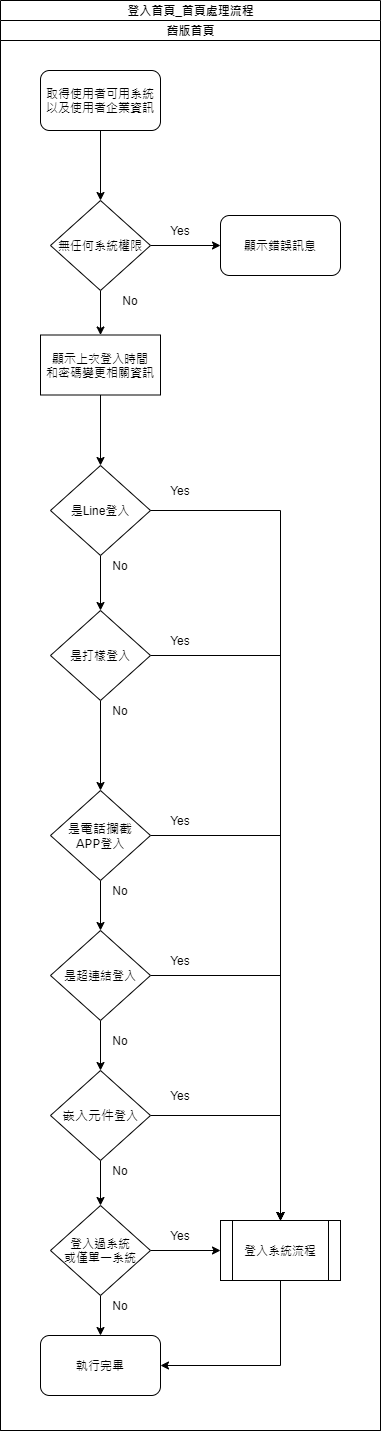 登入首頁_首頁處理流程
舊版首頁
取得使用者可用系統
以及使用者企業資訊
無任何系統權限
Yes
顯示錯誤訊息
No
顯示上次登入時間
和密碼變更相關資訊
Yes
是Line登入
No
Yes
是打樣登入
No
Yes
是電話攔截
APP登入
No
Yes
是超連結登入
No
Yes
嵌入元件登入
No
Yes
登入過系統
或僅單一系統
登入系統流程
No
執行完畢